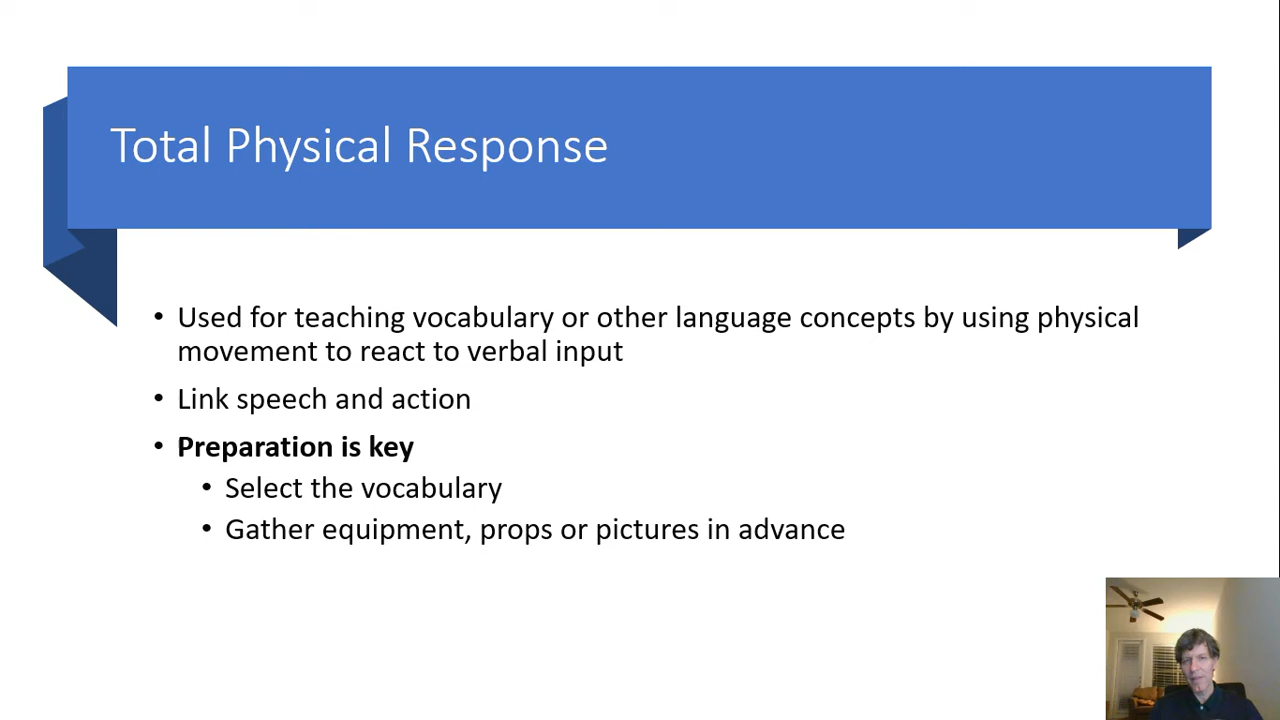 Total Physical Response
• Used for teaching vocabulary or other language concepts by using physical
movement to react to verbal input
• Link speech and action
• Preparation is key
• Select the vocabulary
• Gather equipment, props or pictures in advance